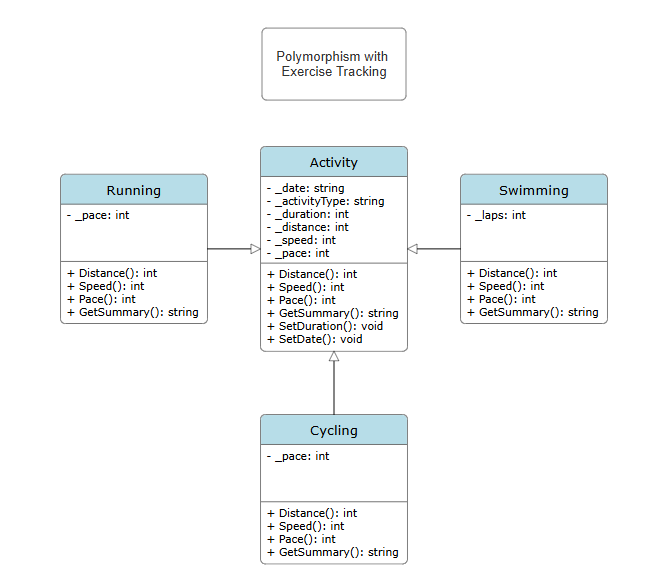 Polymorphism with
Exercise Tracking
Activity
- _date: string
- _activityType: string
- _duration: int
- _distance: int
- _speed: int
- _pace: int
+ Distance(): int
+ Speed(): int
+ Pace(): int
+ GetSummary(): string
+ SetDuration(): void
+ SetDate(): void
Running
- _pace: int
+ Distance(): int
+ Speed(): int
+ Pace(): int
+ GetSummary(): string
Swimming
- _laps: int
+ Distance(): int
+ Speed(): int
+ Pace(): int
+ GetSummary(): string
Cycling
- _pace: int
+ Distance(): int
+ Speed(): int
+ Pace(): int
+ GetSummary(): string